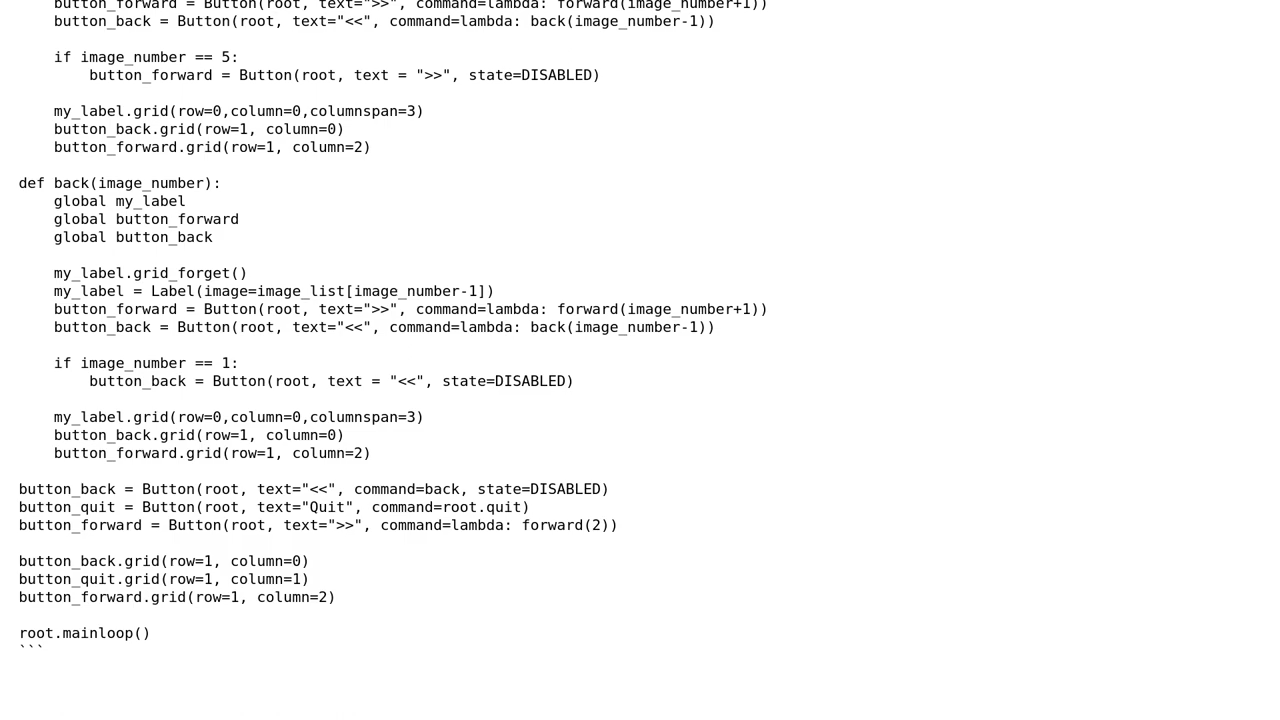 button_forward = Button(root, text=">>", command=lambda: forward(image_number+1))
    button_back = Button(root, text="<<", command=lambda: back(image_number-1))

    if image_number == 5:
        button_forward = Button(root, text = ">>", state=DISABLED)

    my_label.grid(row=0,column=0,columnspan=3)
    button_back.grid(row=1, column=0)
    button_forward.grid(row=1, column=2)

def back(image_number):
    global my_label
    global button_forward
    global button_back

    my_label.grid_forget()
    my_label = Label(image=image_list[image_number-1])
    button_forward = Button(root, text=">>", command=lambda: forward(image_number+1))
    button_back = Button(root, text="<<", command=lambda: back(image_number-1))

    if image_number == 1:
        button_back = Button(root, text = "<<", state=DISABLED)

    my_label.grid(row=0,column=0,columnspan=3)
    button_back.grid(row=1, column=0)
    button_forward.grid(row=1, column=2)

button_back = Button(root, text="<<", command=back, state=DISABLED)
button_quit = Button(root, text="Quit", command=root.quit)
button_forward = Button(root, text=">>", command=lambda: forward(2))

button_back.grid(row=1, column=0)
button_quit.grid(row=1, column=1)
button_forward.grid(row=1, column=2)

root.mainloop()
```